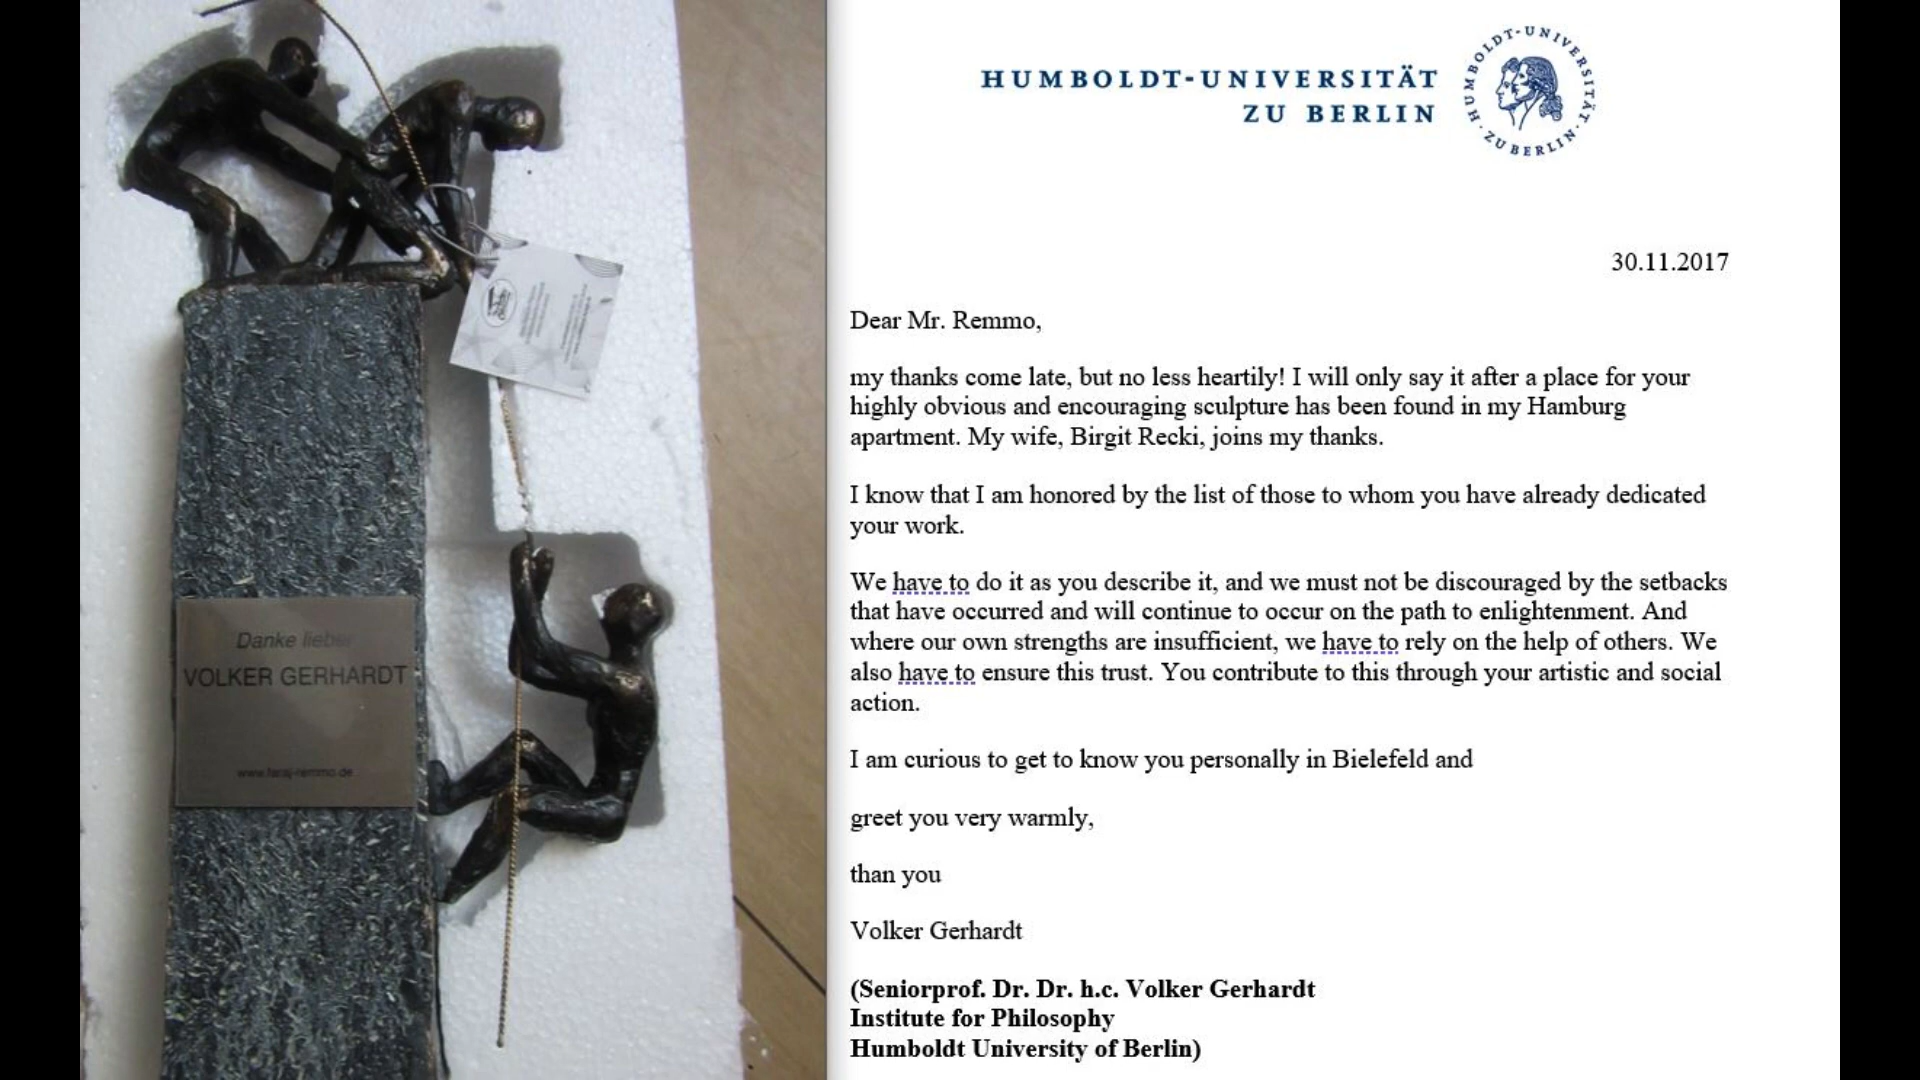 Danke lieber
VOLKER GERHARDT
www.faraj-remmo.de
HUMBOLDT-UNIVERSITÄT
ZU BERLIN
HUMBOLDT-UNIVERSITÄT · ZU BERLIN ·
30.11.2017
Dear Mr. Remmo,
my thanks come late, but no less heartily! I will only say it after a place for your
highly obvious and encouraging sculpture has been found in my Hamburg
apartment. My wife, Birgit Recki, joins my thanks.
I know that I am honored by the list of those to whom you have already dedicated
your work.
We have to do it as you describe it, and we must not be discouraged by the setbacks
that have occurred and will continue to occur on the path to enlightenment. And
where our own strengths are insufficient, we have to rely on the help of others. We
also have to ensure this trust. You contribute to this through your artistic and social
action.
I am curious to get to know you personally in Bielefeld and
greet you very warmly,
than you
Volker Gerhardt
(Seniorprof. Dr. Dr. h.c. Volker Gerhardt
Institute for Philosophy
Humboldt University of Berlin)